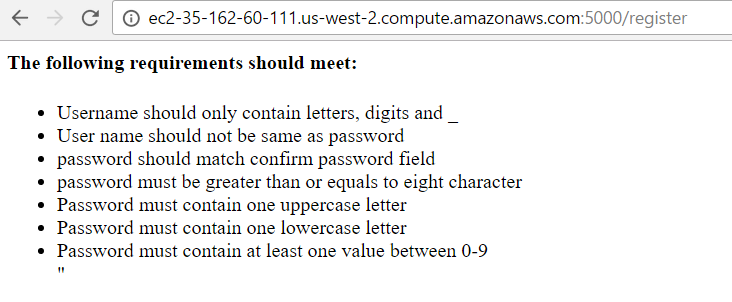 ec2-35-162-60-111.us-west-2.compute.amazonaws.com:5000/register
The following requirements should meet:
• Username should only contain letters, digits and _
• User name should not be same as password
• password should match confirm password field
• password must be greater than or equals to eight character
• Password must contain one uppercase letter
• Password must contain one lowercase letter
• Password must contain at least one value between 0-9
"